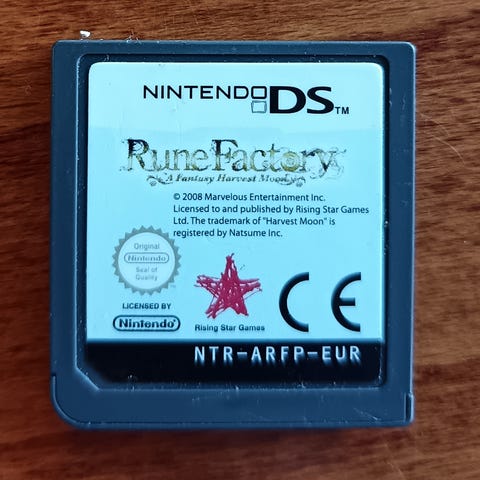 NINTENDO DS™
Rune Factory
A Fantasy Harvest Moon
© 2008 Marvelous Entertainment Inc.
Licensed to and published by Rising Star Games
Ltd. The trademark of "Harvest Moon" is
registered by Natsume Inc.
Original
Nintendo
Seal of
Quality
LICENSED BY
Nintendo
Rising Star Games
CE
NTR-ARFP-EUR